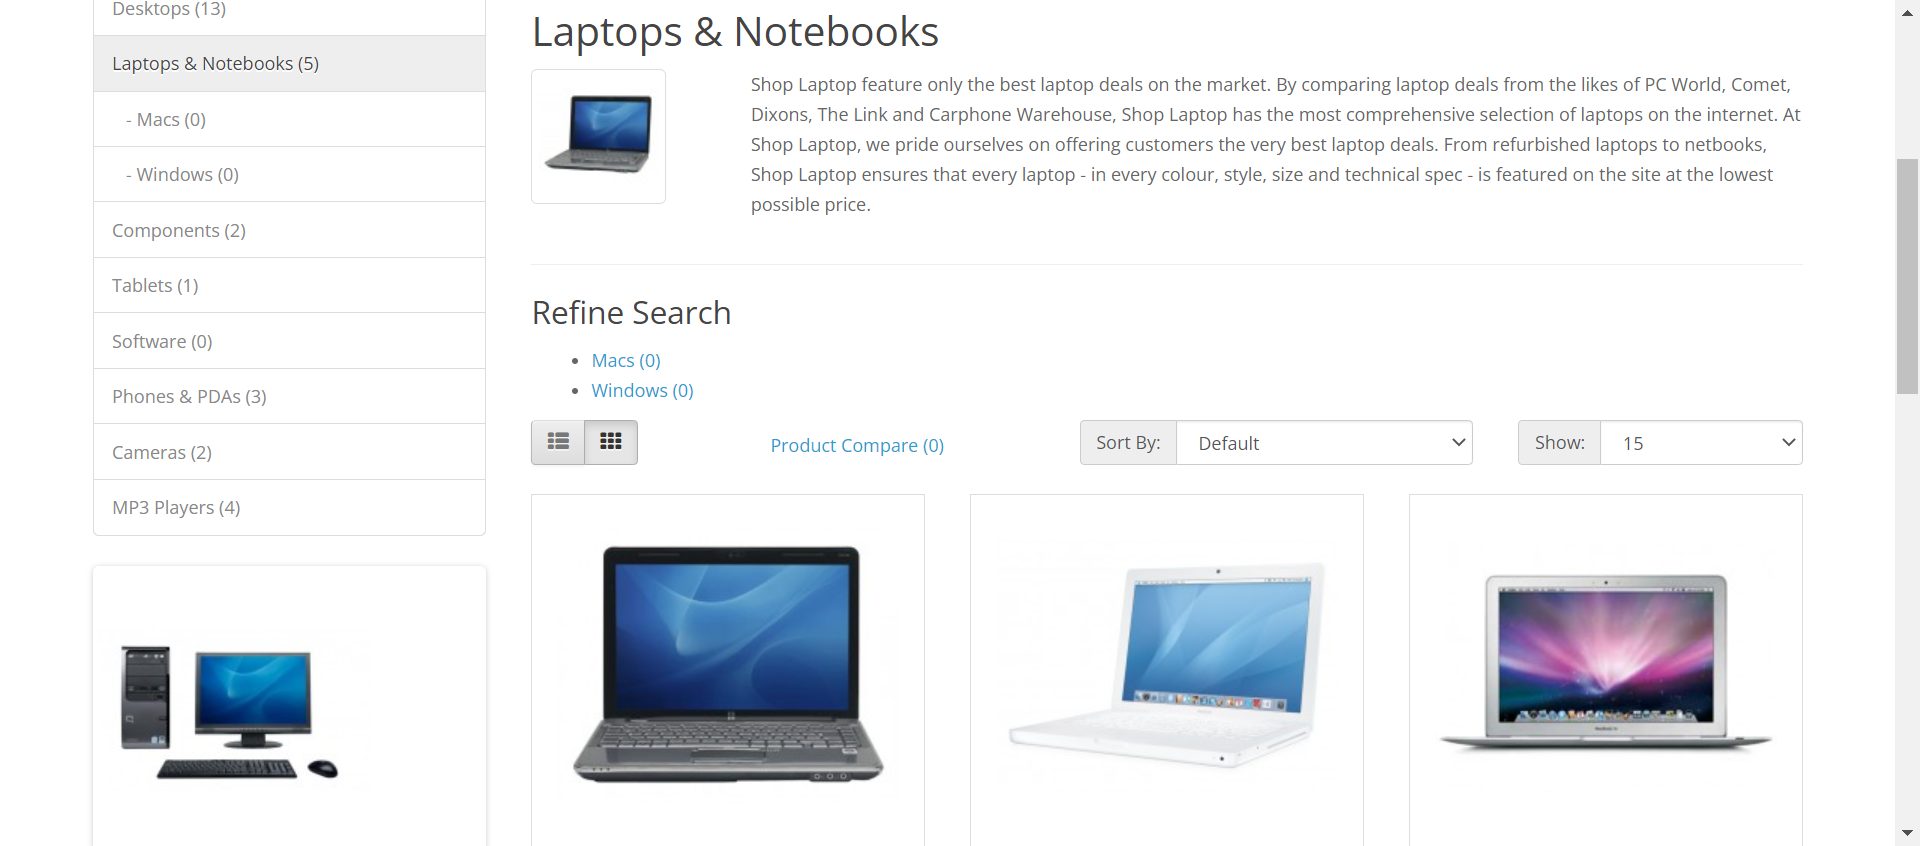 Desktops (13)
Laptops & Notebooks (5)
- Macs (0)
- Windows (0)
Components (2)
Tablets (1)
Software (0)
Phones & PDAs (3)
Cameras (2)
MP3 Players (4)
Laptops & Notebooks
Shop Laptop feature only the best laptop deals on the market. By comparing laptop deals from the likes of PC World, Comet,
Dixons, The Link and Carphone Warehouse, Shop Laptop has the most comprehensive selection of laptops on the internet. At
Shop Laptop, we pride ourselves on offering customers the very best laptop deals. From refurbished laptops to netbooks,
Shop Laptop ensures that every laptop - in every colour, style, size and technical spec - is featured on the site at the lowest
possible price.
Refine Search
Macs (0)
Windows (0)
Product Compare (0)
Sort By:
Default
Show:
15